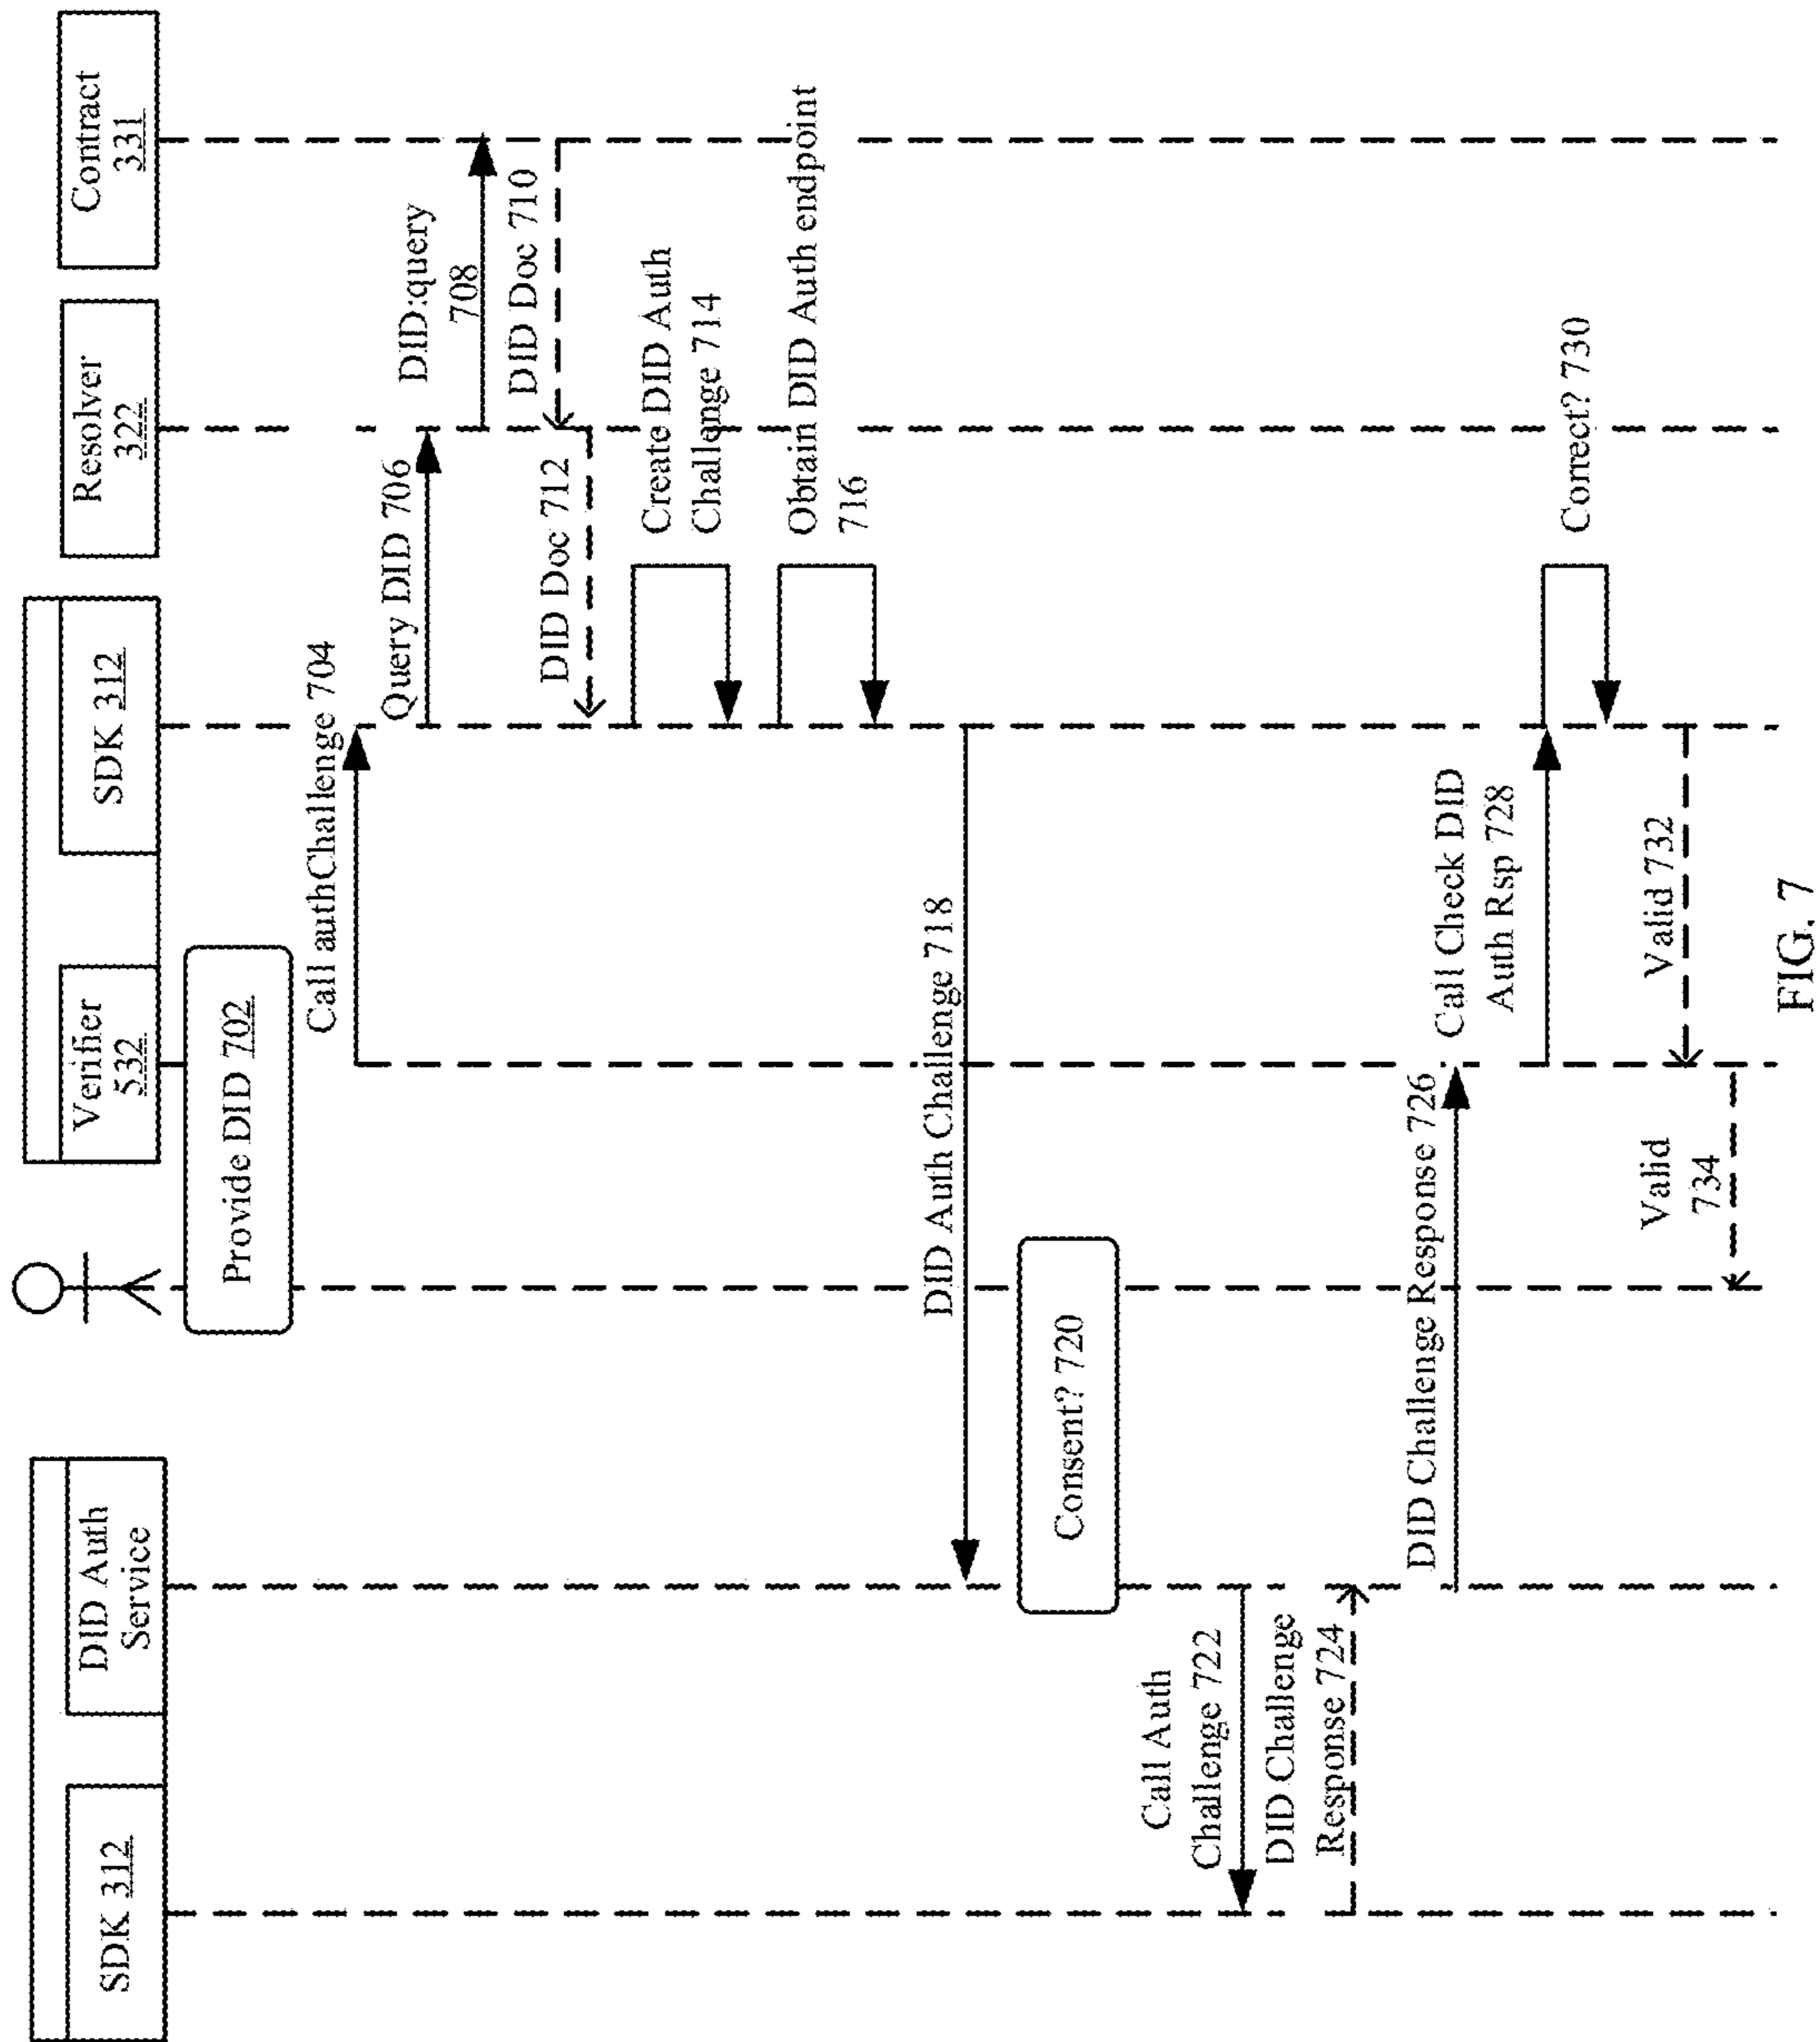 SDK 312
DID Auth
Service
Verifier
532
SDK 312
Resolver
322
Contract
331
Provide DID 702
Call authChallenge 704
Query DID 706
DID:query
708
DID Doc 710
DID Doc 712
Create DID Auth
Challenge 714
Obtain DID Auth endpoint
716
DID Auth Challenge 718
Consent? 720
Call Auth
Challenge 722
DID Challenge
Response 724
DID Challenge Response 726
Call Check DID
Auth Rsp 728
Correct? 730
Valid 732
Valid
734
FIG. 7